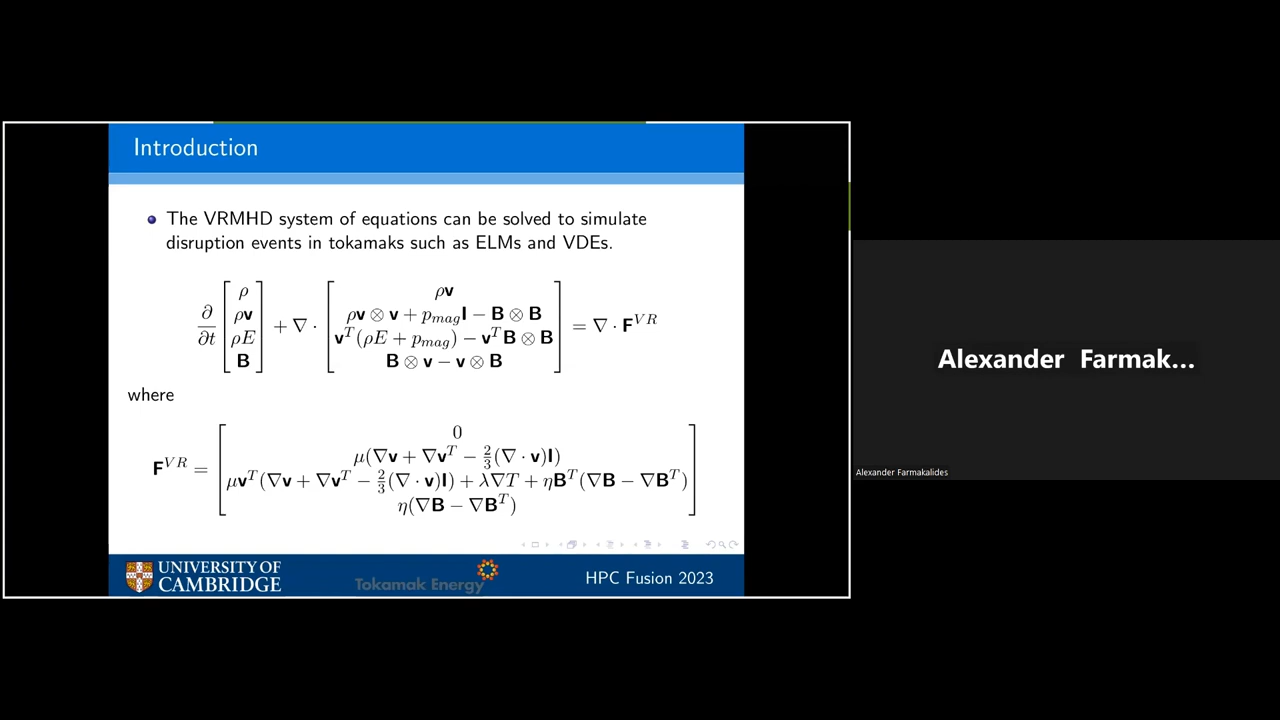 Introduction
The VRMHD system of equations can be solved to simulate
disruption events in tokamaks such as ELMs and VDEs.
∂/∂t [ρ; ρv; ρE; B] + ∇ · [ρv; ρv ⊗ v + p_mag I − B ⊗ B; v^T(ρE + p_mag) − v^T B ⊗ B; B ⊗ v − v ⊗ B] = ∇ · F^{VR}
where
F^{VR} = [0; μ(∇v + ∇v^T − 2/3(∇ · v)I); μv^T(∇v + ∇v^T − 2/3(∇ · v)I) + λ∇T + ηB^T(∇B − ∇B^T); η(∇B − ∇B^T)]
UNIVERSITY OF
CAMBRIDGE
Tokamak Energy
HPC Fusion 2023
Alexander Farmak...
Alexander Farmakalides